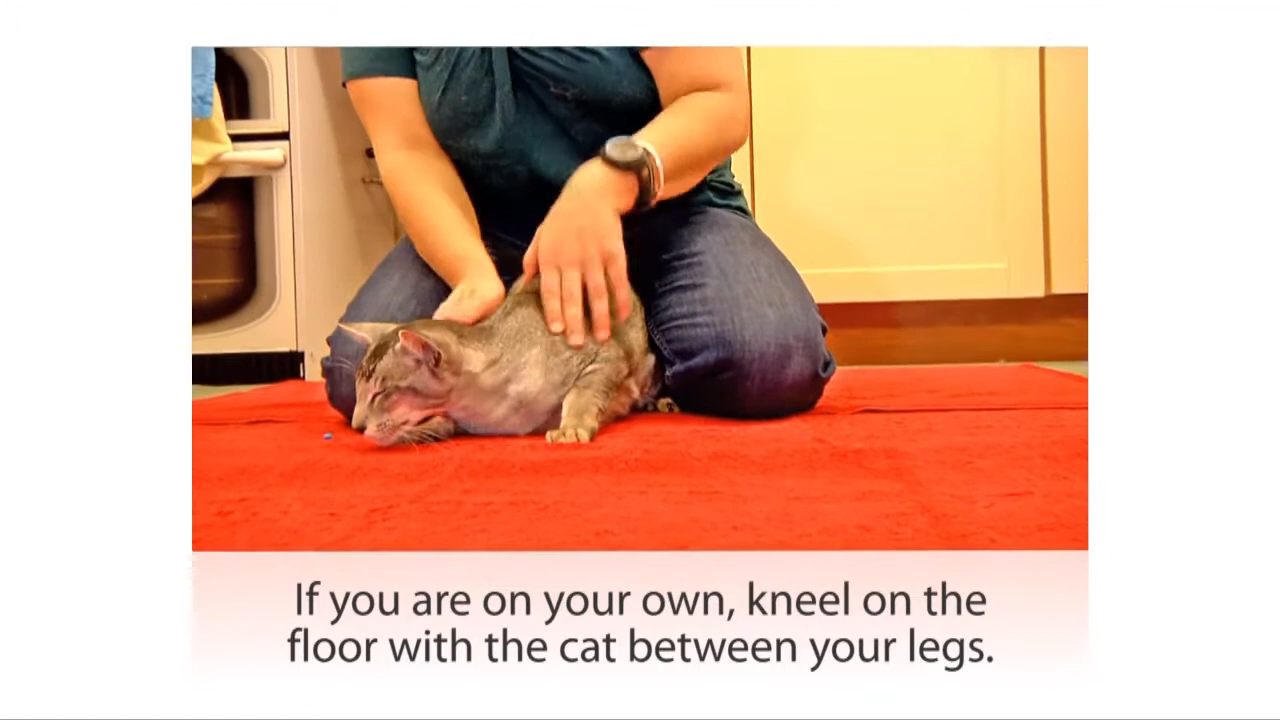 If you are on your own, kneel on the
floor with the cat between your legs.